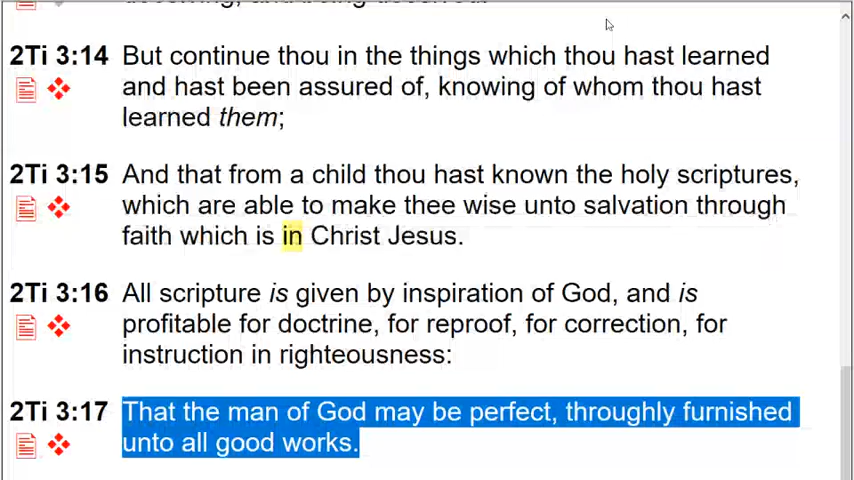 2Ti 3:14 But continue thou in the things which thou hast learned
and hast been assured of, knowing of whom thou hast
learned them;
2Ti 3:15 And that from a child thou hast known the holy scriptures,
which are able to make thee wise unto salvation through
faith which is in Christ Jesus.
2Ti 3:16 All scripture is given by inspiration of God, and is
profitable for doctrine, for reproof, for correction, for
instruction in righteousness:
2Ti 3:17 That the man of God may be perfect, throughly furnished
unto all good works.